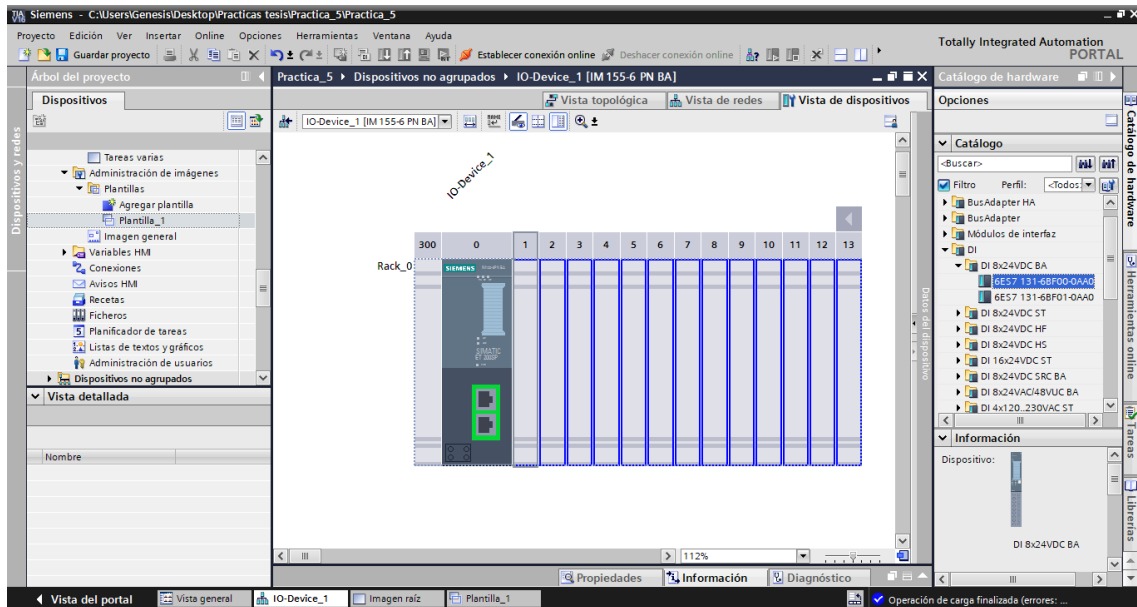 Siemens - C:\Users\Genesis\Desktop\Practicas tesis\Practica_5\Practica_5
Proyecto Edición Ver Insertar Online Opciones Herramientas Ventana Ayuda
Guardar proyecto
Establecer conexión online
Deshacer conexión online
Totally Integrated Automation
PORTAL
Árbol del proyecto
Dispositivos
Dispositivos y redes
Tareas varias
Administración de imágenes
Plantillas
Agregar plantilla
Plantilla_1
Imagen general
Variables HMI
Conexiones
Avisos HMI
Recetas
Ficheros
Planificador de tareas
Listas de textos y gráficos
Administración de usuarios
Dispositivos no agrupados
Vista detallada
Nombre
Practica_5 ▸ Dispositivos no agrupados ▸ IO-Device_1 [IM 155-6 PN BA]
Vista topológica
Vista de redes
Vista de dispositivos
IO-Device_1 [IM 155-6 PN BA]
IO-Device_1
300 0 1 2 3 4 5 6 7 8 9 10 11 12 13
Rack_0
SIEMENS
SIMATIC
ET 200SP
Datos del dispositivo
112%
Propiedades
Información
Diagnóstico
Catálogo de hardware
Opciones
Catálogo
<Buscar>
Filtro Perfil: <Todos>
BusAdapter HA
BusAdapter
Módulos de interfaz
DI
DI 8x24VDC BA
6ES7 131-6BF00-0AA0
6ES7 131-6BF01-0AA0
DI 8x24VDC ST
DI 8x24VDC HF
DI 8x24VDC HS
DI 16x24VDC ST
DI 8x24VDC SRC BA
DI 8x24VAC/48VUC BA
DI 4x120..230VAC ST
Información
Dispositivo:
DI 8x24VDC BA
Catálogo de hardware
Herramientas online
Tareas
Librerías
Vista del portal
Vista general
IO-Device_1
Imagen raíz
Plantilla_1
Operación de carga finalizada (errores: ...